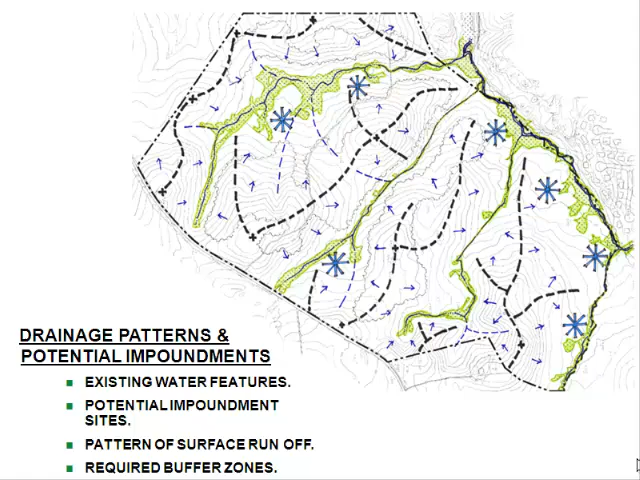 DRAINAGE PATTERNS &
POTENTIAL IMPOUNDMENTS
EXISTING WATER FEATURES.
POTENTIAL IMPOUNDMENT
SITES.
PATTERN OF SURFACE RUN OFF.
REQUIRED BUFFER ZONES.